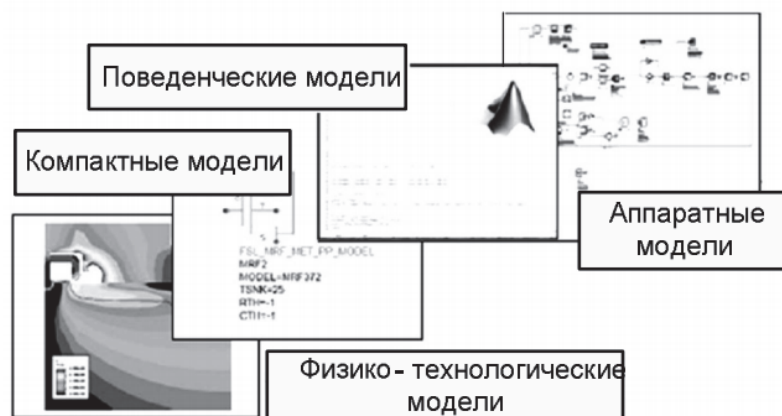 Поведенческие модели
Компактные модели
Аппаратные
модели
FSL_MRF_MET_PP_MODEL
MRF2
MODEL=MRF372
TSNK=25
RTH=-1
CTH=-1
Физико - технологические
модели